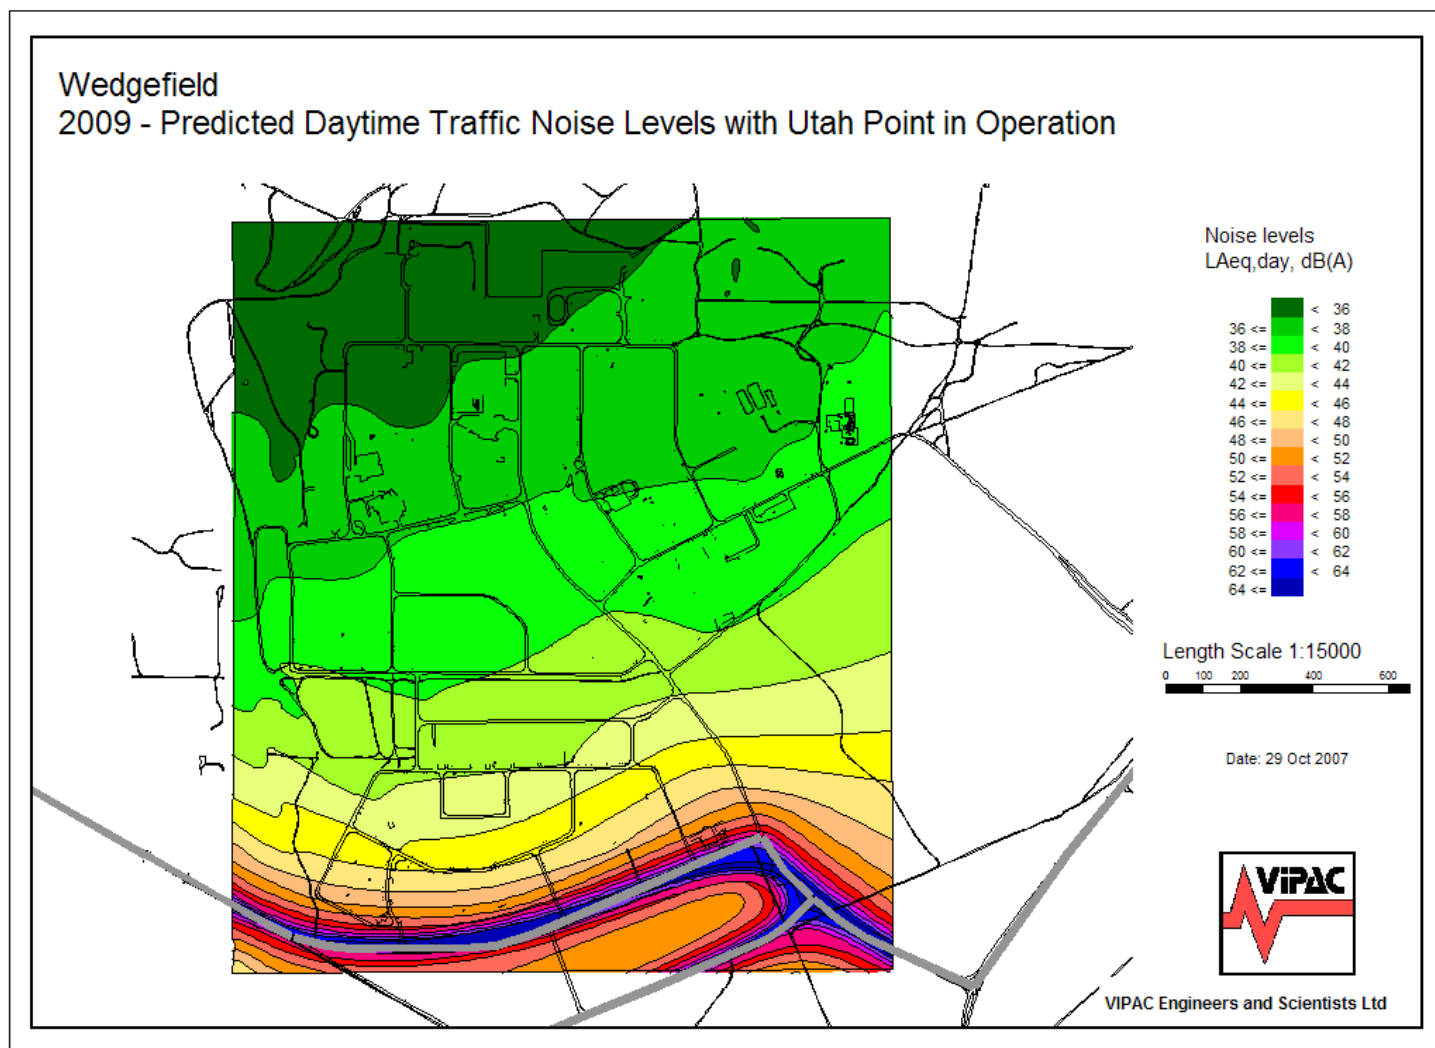 Wedgefield
2009 - Predicted Daytime Traffic Noise Levels with Utah Point in Operation
Noise levels
LAeq,day, dB(A)
< 36
36 <= < 38
38 <= < 40
40 <= < 42
42 <= < 44
44 <= < 46
46 <= < 48
48 <= < 50
50 <= < 52
52 <= < 54
54 <= < 56
56 <= < 58
58 <= < 60
60 <= < 62
62 <= < 64
64 <=
Length Scale 1:15000
0 100 200 400 600
Date: 29 Oct 2007
ViPAC
VIPAC Engineers and Scientists Ltd